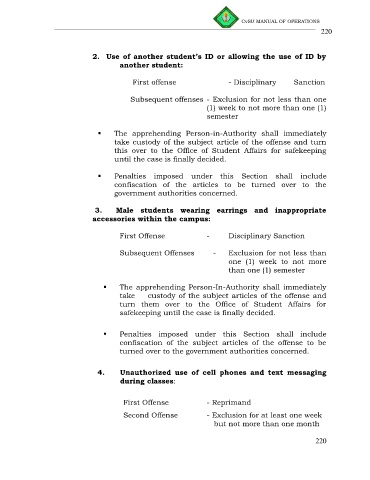 CvSU MANUAL OF OPERATIONS
220
2. Use of another student's ID or allowing the use of ID by
another student:
First offense - Disciplinary Sanction
Subsequent offenses - Exclusion for not less than one
(1) week to not more than one (1)
semester
▪ The apprehending Person-in-Authority shall immediately
take custody of the subject article of the offense and turn
this over to the Office of Student Affairs for safekeeping
until the case is finally decided.
▪ Penalties imposed under this Section shall include
confiscation of the articles to be turned over to the
government authorities concerned.
3. Male students wearing earrings and inappropriate
accessories within the campus:
First Offense - Disciplinary Sanction
Subsequent Offenses - Exclusion for not less than
one (1) week to not more
than one (1) semester
▪ The apprehending Person-In-Authority shall immediately
take custody of the subject articles of the offense and
turn them over to the Office of Student Affairs for
safekeeping until the case is finally decided.
▪ Penalties imposed under this Section shall include
confiscation of the subject articles of the offense to be
turned over to the government authorities concerned.
4. Unauthorized use of cell phones and text messaging
during classes:
First Offense - Reprimand
Second Offense - Exclusion for at least one week
but not more than one month
220